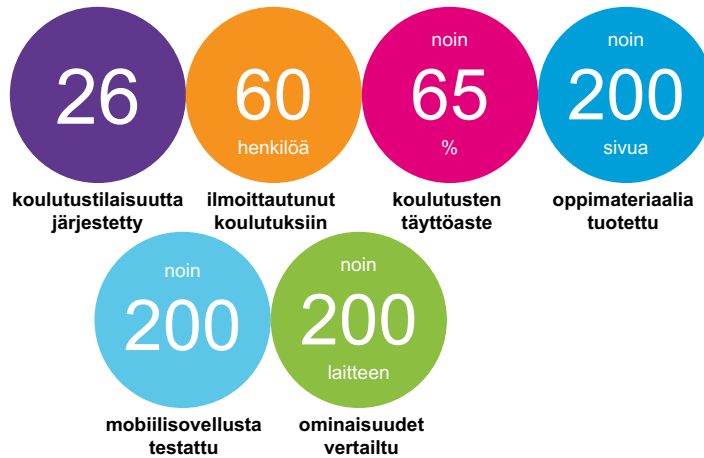 26
koulutustilaisuutta
järjestetty
60
henkilöä
ilmoittautunut
koulutuksiin
noin
65
%
koulutusten
täyttöaste
noin
200
sivua
oppimateriaalia
tuotettu
noin
200
mobiilisovellusta
testattu
noin
200
laitteen
ominaisuudet
vertailtu